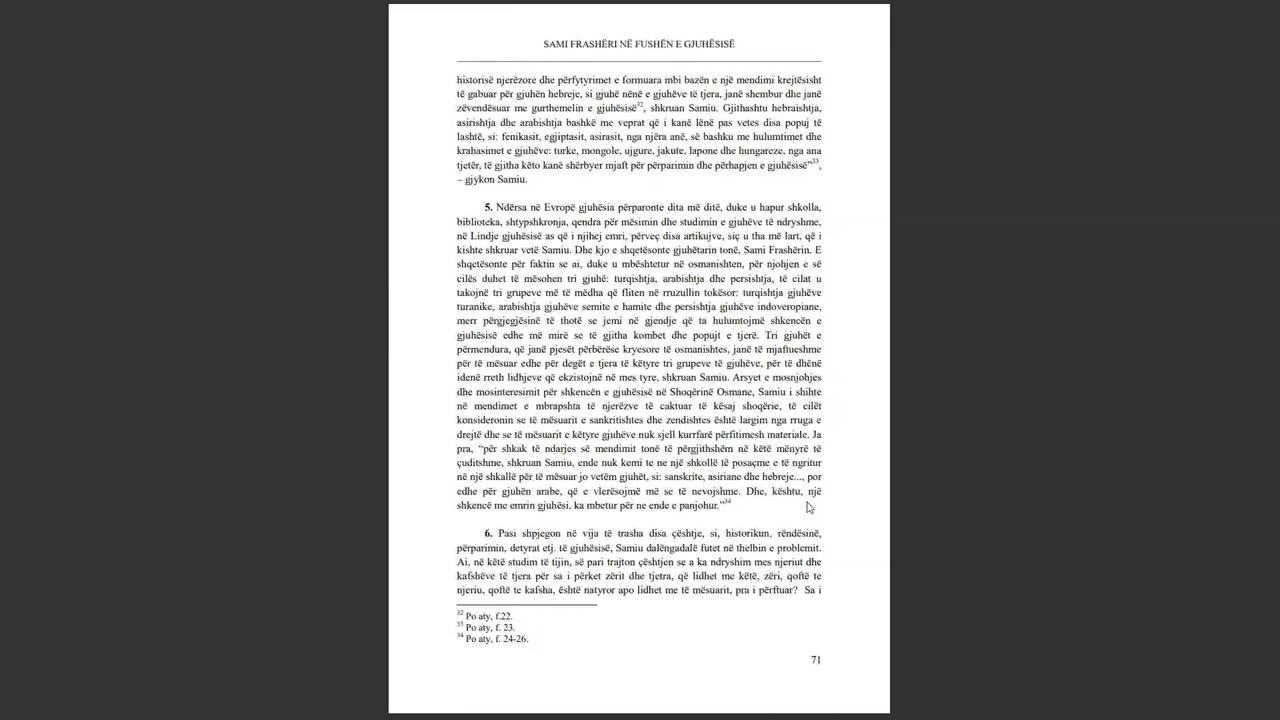 SAMI FRASHËRI NË FUSHËN E GJUHËSISË
historisë njerëzore dhe përfytyrimet e formuara mbi bazën e një mendimi krejtësisht
të gabuar për gjuhën hebreje, si gjuhë nënë e gjuhëve të tjera, janë shembur dhe janë
zëvendësuar me gurthemelin e gjuhësisë32, shkruan Samiu. Gjithashtu hebraishtja,
asirishtja dhe arabishtja bashkë me veprat që i kanë lënë pas vetes disa popuj të
lashtë, si: fenikasit, egjiptasit, asirasit, nga njëra anë, së bashku me hulumtimet dhe
krahasimet e gjuhëve: turke, mongole, ujgure, jakute, lapone dhe hungareze, nga ana
tjetër, të gjitha këto kanë shërbyer mjaft për përparimin dhe përhapjen e gjuhësisë”33,
– gjykon Samiu.
5. Ndërsa në Evropë gjuhësia përparonte dita më ditë, duke u hapur shkolla,
biblioteka, shtypshkronja, qendra për mësimin dhe studimin e gjuhëve të ndryshme,
në Lindje gjuhësisë as që i njihej emri, përveç disa artikujve, siç u tha më lart, që i
kishte shkruar vetë Samiu. Dhe kjo e shqetësonte gjuhëtarin tonë, Sami Frashërin. E
shqetësonte për faktin se ai, duke u mbështetur në osmanishten, për njohjen e së
cilës duhet të mësohen tri gjuhë: turqishtja, arabishtja dhe persishtja, të cilat u
takojnë tri grupeve më të mëdha që fliten në rruzullin tokësor: turqishtja gjuhëve
turanike, arabishtja gjuhëve semite e hamite dhe persishtja gjuhëve indoveropiane,
merr përgjegjësinë të thotë se jemi në gjendje që ta hulumtojmë shkencën e
gjuhësisë edhe më mirë se të gjitha kombet dhe popujt e tjerë. Tri gjuhët e
përmendura, që janë pjesët përbërëse kryesore të osmanishtes, janë të mjaftueshme
për të mësuar edhe për degët e tjera të këtyre tri grupeve të gjuhëve, për të dhënë
idenë rreth lidhjeve që ekzistojnë në mes tyre, shkruan Samiu. Arsyet e mosnjohjes
dhe mosinteresimit për shkencën e gjuhësisë në Shoqërinë Osmane, Samiu i shihte
në mendimet e mbrapshta të njerëzve të caktuar të kësaj shoqërie, të cilët
konsideronin se të mësuarit e sankritishtes dhe zendishtes është largim nga rruga e
drejtë dhe se të mësuarit e këtyre gjuhëve nuk sjell kurrfarë përfitimesh materiale. Ja
pra, “për shkak të ndarjes së mendimit tonë të përgjithshëm në këtë mënyrë të
çuditshme, shkruan Samiu, ende nuk kemi te ne një shkollë të posaçme e të ngritur
në një shkallë për të mësuar jo vetëm gjuhët, si: sanskrite, asiriane dhe hebreje..., por
edhe për gjuhën arabe, që e vlerësojmë më se të nevojshme. Dhe, kështu, një
shkencë me emrin gjuhësi, ka mbetur për ne ende e panjohur.”34
6. Pasi shpjegon në vija të trasha disa çështje, si, historikun, rëndësinë,
përparimin, detyrat etj. të gjuhësisë, Samiu dalëngadalë futet në thelbin e problemit.
Ai, në këtë studim të tijin, së pari trajton çështjen se a ka ndryshim mes njeriut dhe
kafshëve të tjera për sa i përket zërit dhe tjetra, që lidhet me këtë, zëri, qoftë te
njeriu, qoftë te kafsha, është natyror apo lidhet me të mësuarit, pra i përftuar? Sa i
32 Po aty, f.22.
33 Po aty, f. 23.
34 Po aty, f. 24-26.
71